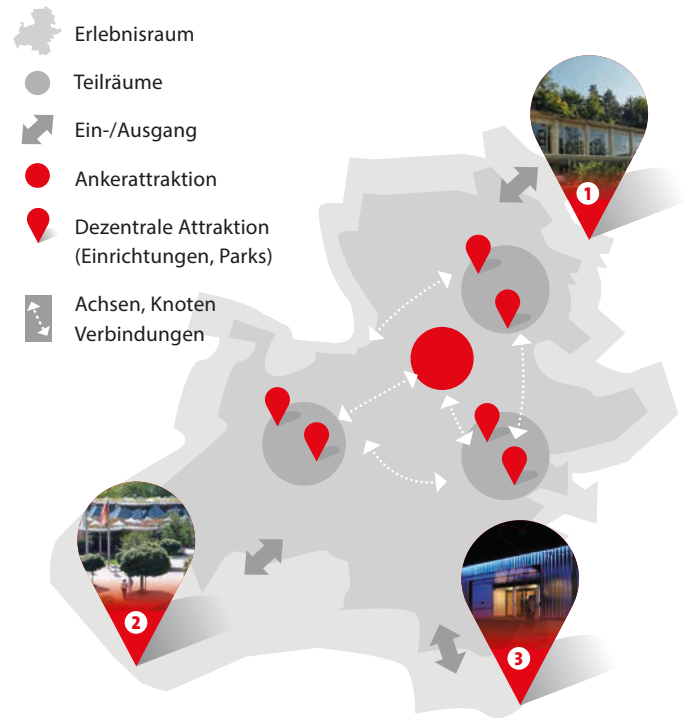 Erlebnisraum
Teilräume
Ein-/Ausgang
Ankerattraktion
Dezentrale Attraktion
(Einrichtungen, Parks)
Achsen, Knoten
Verbindungen
1
2
3